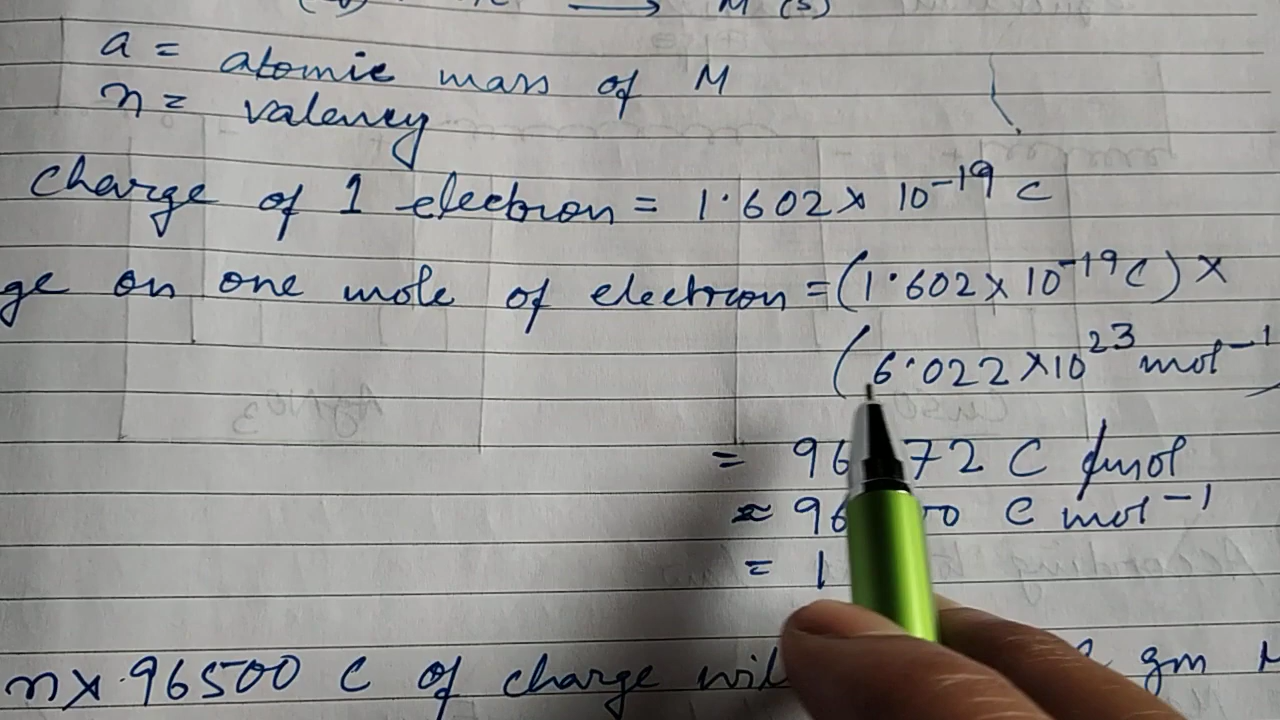 M (s)
a = atomic mass of M
n = valency
Charge of 1 electron = 1.602 x 10⁻¹⁹ C
ge on one mole of electron = (1.602 x 10⁻¹⁹ C) x
(6.022 x 10²³ mol⁻¹)
= 96 72 C /mol
≈ 96 00 C mol⁻¹
= 1
n x 96500 C of charge wil gm M